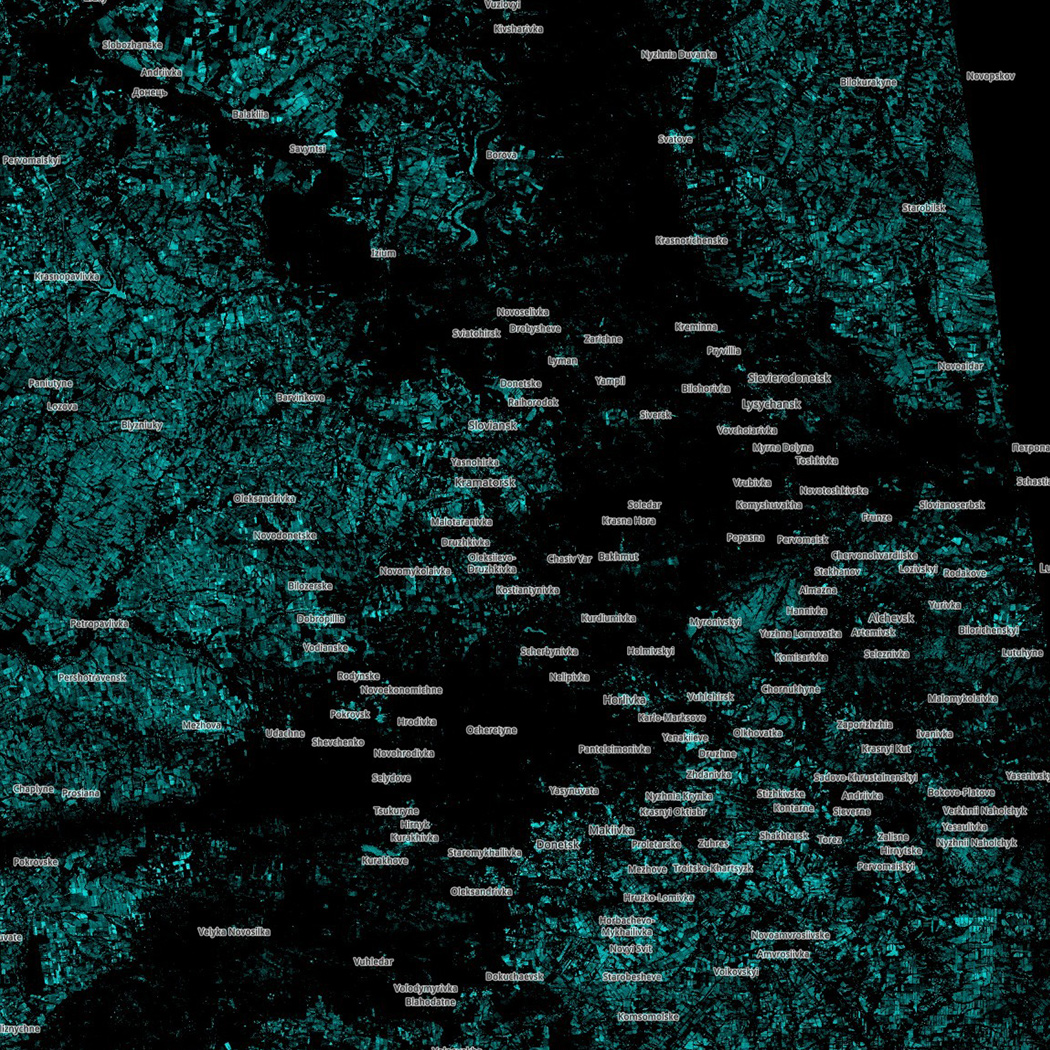 Vuzlovyi
Kivsharivka
Slobozhanske
Nyzhnia Duvanka
Andriivka
Novopskov
Bilokurakyne
Донець
Balakliia
Svatove
Savyntsi
Borova
Pervomaiskyi
Starobilsk
Krasnorichenske
Izium
Krasnopavlivka
Novoselivka
Drobysheve
Kreminna
Sviatohirsk
Zarichne
Pryvillia
Lyman
Novoaidar
Sievierodonetsk
Yampil
Paniutyne
Donetske
Bilohorivka
Barvinkove
Raihorodok
Lysychansk
Lozova
Siversk
Blyzniuky
Sloviansk
Vovchoiarivka
Myrna Dolyna
Петропа
Toshkivka
Yasnohirka
Kramatorsk
Vrubivka
Novotoshkivske
Oleksandrivka
Soledar
Komyshuvakha
Slovianoserbsk
Krasna Hora
Frunze
Malotaranivka
Novodonetske
Popasna
Pervomaisk
Druzhkivka
Oleksiievo-
Druzhkivka
Chasiv Yar
Bakhmut
Chervonohvardiiske
Novomykolaivka
Stakhanov
Lozivskyi
Rodakove
Lu
Bilozerske
Kostiantynivka
Almazna
Yurivka
Hannivka
Dobropillia
Kurdiumivka
Myronivskyi
Alchevsk
Petropavlivka
Yuzhna Lomuvatka
Artemivsk
Bilorichenskyi
Vodianske
Shcherbynivka
Holmivskyi
Komisarivka
Seleznivka
Lutuhyne
Pershotravensk
Rodynske
Nelipivka
Novoekonomichne
Chornukhyne
Horlivka
Vuhlehirsk
Malomykolaivka
Pokrovsk
Karlo-Marksove
Mezhova
Hrodivka
Zaporizhzhia
Udachne
Ocheretyne
Yenakiieve
Olkhovatka
Ivanivka
Shevchenko
Novohrodivka
Panteleimonivka
Druzhne
Krasnyi Kut
Selydove
Zhdanivka
Sadovo-Khrustalnenskyi
Chaplyne
Prosiana
Yasynuvata
Nyzhnia Krynka
Stizhkivske
Andriivka
Bokovo-Platove
Tsukuryne
Krasnyi Oktiabr
Kontarne
Siverne
Verkhnii Naholchyk
Hirnyk
Yesaulivka
Kurakhivka
Makiivka
Shakhtarsk
Torez
Zalisne
Donetsk
Proletarske
Zuhres
Nyzhnii Naholchyk
Staromykhailivka
Hirnytske
Pokrovske
Kurakhove
Mezhove
Troitsko-Khartsyzk
Pervomaiskyi
Oleksandrivka
Hruzko-Lomivka
Horbachevo-
Mykhailivka
Velyka Novosilka
Novyi Svit
Novoamvrosiivske
Amvrosiivka
Vuhledar
Dokuchaievsk
Starobesheve
Voikovskyi
Volodymyrivka
Blahodatne
Komsomolske